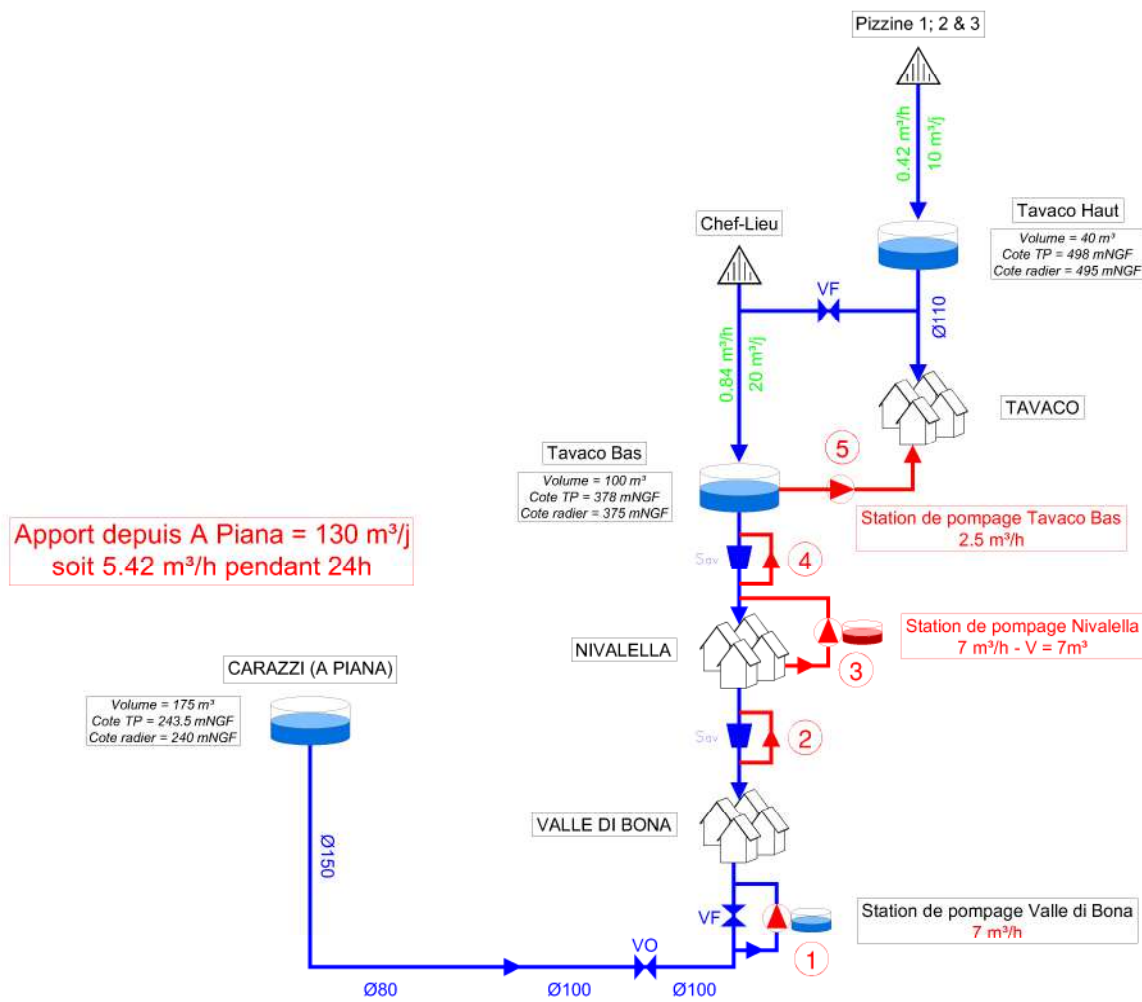 Pizzine 1; 2 & 3
0.42 m³/h
10 m³/j
Tavaco Haut
Volume = 40 m³
Cote TP = 498 mNGF
Cote radier = 495 mNGF
Chef-Lieu
VF
Ø110
0.84 m³/h
20 m³/j
TAVACO
Tavaco Bas
Volume = 100 m³
Cote TP = 378 mNGF
Cote radier = 375 mNGF
5
Station de pompage Tavaco Bas
2.5 m³/h
Apport depuis A Piana = 130 m³/j
soit 5.42 m³/h pendant 24h
Sav
4
NIVALELLA
Station de pompage Nivalella
7 m³/h - V = 7m³
3
CARAZZI (A PIANA)
Volume = 175 m³
Cote TP = 243.5 mNGF
Cote radier = 240 mNGF
Sav
2
VALLE DI BONA
Ø150
VF
Station de pompage Valle di Bona
7 m³/h
1
VO
Ø80
Ø100
Ø100